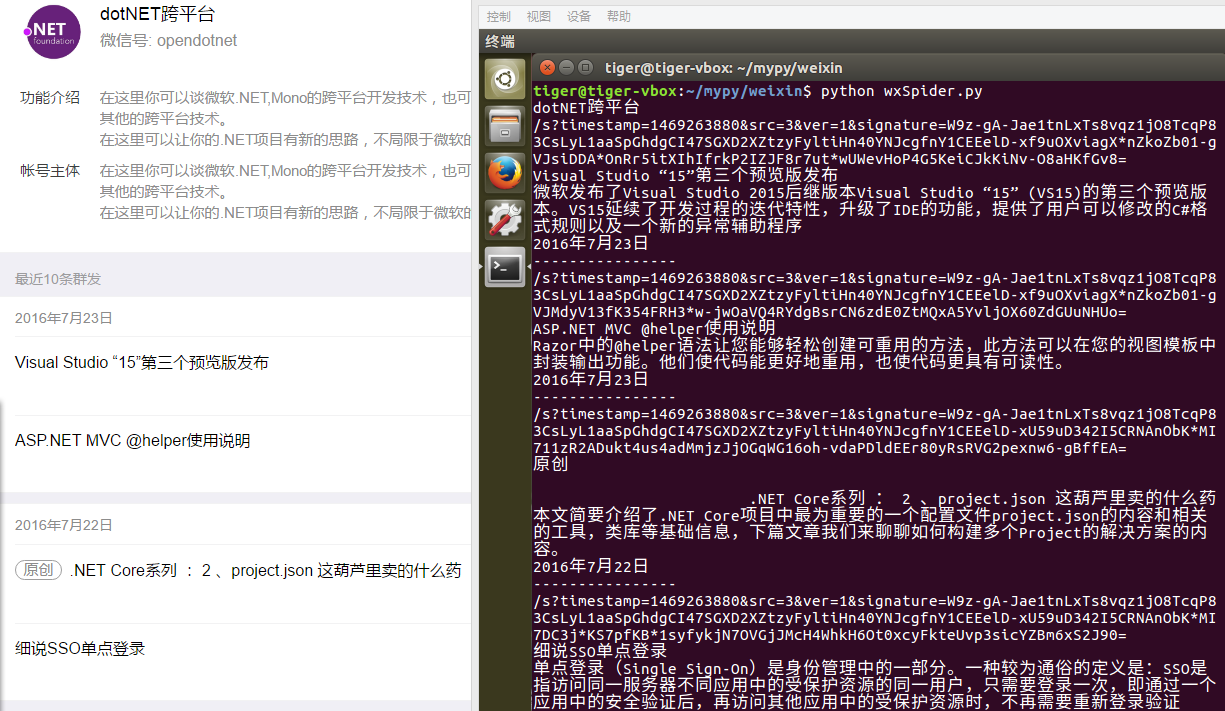 .NET
foundation
dotNET跨平台
微信号: opendotnet
功能介绍
在这里你可以谈微软.NET,Mono的跨平台开发技术，也可
其他的跨平台技术。
在这里可以让你的.NET项目有新的思路，不局限于微软的
帐号主体
在这里你可以谈微软.NET,Mono的跨平台开发技术，也可
其他的跨平台技术。
在这里可以让你的.NET项目有新的思路，不局限于微软的
最近10条群发
2016年7月23日
Visual Studio “15”第三个预览版发布
ASP.NET MVC @helper使用说明
2016年7月22日
原创 .NET Core系列 ： 2 、project.json 这葫芦里卖的什么药
细说SSO单点登录
控制 视图 设备 帮助
终端
tiger@tiger-vbox: ~/mypy/weixin
tiger@tiger-vbox:~/mypy/weixin$ python wxSpider.py
dotNET跨平台
/s?timestamp=1469263880&src=3&ver=1&signature=W9z-gA-Jae1tnLxTs8vqz1jO8TcqP8
3CsLyL1aaSpGhdgCI47SGXD2XZtzyFyltiHn40YNJcgfnY1CEEelD-xf9uOXviagX*nZkoZb01-g
VJsiDDA*OnRr5itXIhIfrkP2IZJF8r7ut*wUWevHoP4G5KeiCJkKiNv-O8aHKfGv8=
Visual Studio “15”第三个预览版发布
微软发布了Visual Studio 2015后继版本Visual Studio “15”（VS15)的第三个预览版
本。VS15延续了开发过程的迭代特性，升级了IDE的功能，提供了用户可以修改的C#格
式规则以及一个新的异常辅助程序
2016年7月23日
----------------
/s?timestamp=1469263880&src=3&ver=1&signature=W9z-gA-Jae1tnLxTs8vqz1jO8TcqP8
3CsLyL1aaSpGhdgCI47SGXD2XZtzyFyltiHn40YNJcgfnY1CEEelD-xf9uOXviagX*nZkoZb01-g
VJMdyV13fK354FRH3*w-jwOaVQ4RYdgBsrCN6zdE0ZtMQxA5YvljOX60ZdGUuNHUo=
ASP.NET MVC @helper使用说明
Razor中的@helper语法让您能够轻松创建可重用的方法，此方法可以在您的视图模板中
封装输出功能。他们使代码能更好地重用，也使代码更具有可读性。
2016年7月23日
----------------
/s?timestamp=1469263880&src=3&ver=1&signature=W9z-gA-Jae1tnLxTs8vqz1jO8TcqP8
3CsLyL1aaSpGhdgCI47SGXD2XZtzyFyltiHn40YNJcgfnY1CEEelD-xU59uD342I5CRNAnObK*MI
711zR2ADukt4us4adMmjzJjOGqWG16oh-vdaPDldEEr80yRsRVG2pexnw6-gBffEA=
原创
.NET Core系列 ： 2 、project.json 这葫芦里卖的什么药
本文简要介绍了.NET Core项目中最为重要的一个配置文件project.json的内容和相关
的工具，类库等基础信息，下篇文章我们来聊聊如何构建多个Project的解决方案的内
容。
2016年7月22日
----------------
/s?timestamp=1469263880&src=3&ver=1&signature=W9z-gA-Jae1tnLxTs8vqz1jO8TcqP8
3CsLyL1aaSpGhdgCI47SGXD2XZtzyFyltiHn40YNJcgfnY1CEEelD-xU59uD342I5CRNAnObK*MI
7DC3j*KS7pfKB*1syfykjN7OVGjJMcH4WhkH6Ot0xcyFkteUvp3sicYZBm6xS2J90=
细说SSO单点登录
单点登录（Single Sign-On）是身份管理中的一部分。一种较为通俗的定义是：SSO是
指访问同一服务器不同应用中的受保护资源的同一用户，只需要登录一次，即通过一个
应用中的安全验证后，再访问其他应用中的受保护资源时，不再需要重新登录验证